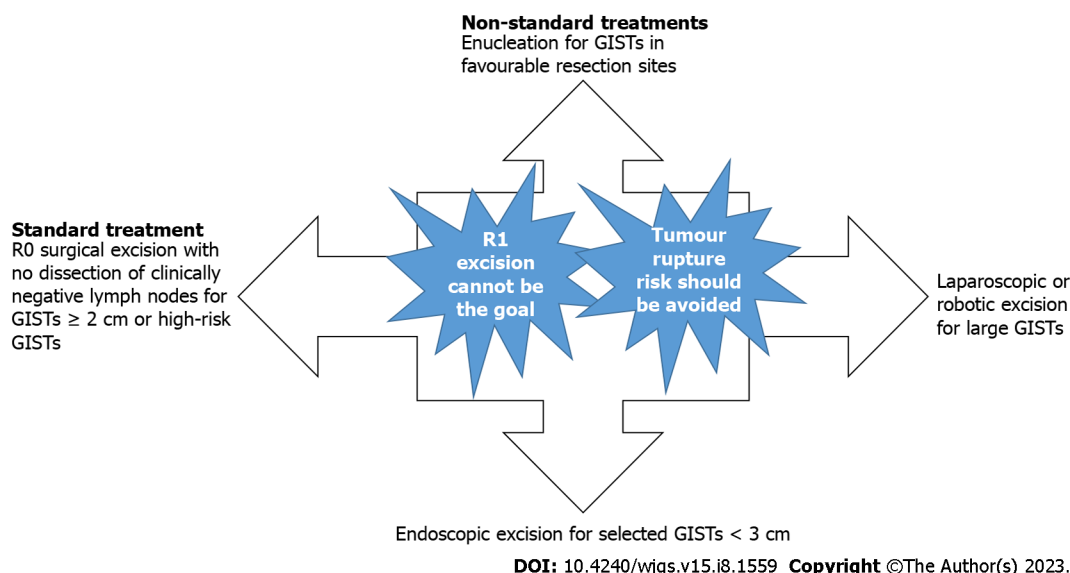 Non-standard treatments
Enucleation for GISTs in
favourable resection sites
Standard treatment
R0 surgical excision with
no dissection of clinically
negative lymph nodes for
GISTs ≥ 2 cm or high-risk
GISTs
R1
excision
cannot be
the goal
Tumour
rupture
risk should
be avoided
Laparoscopic or
robotic excision
for large GISTs
Endoscopic excision for selected GISTs < 3 cm
DOI: 10.4240/wjgs.v15.i8.1559 Copyright ©The Author(s) 2023.